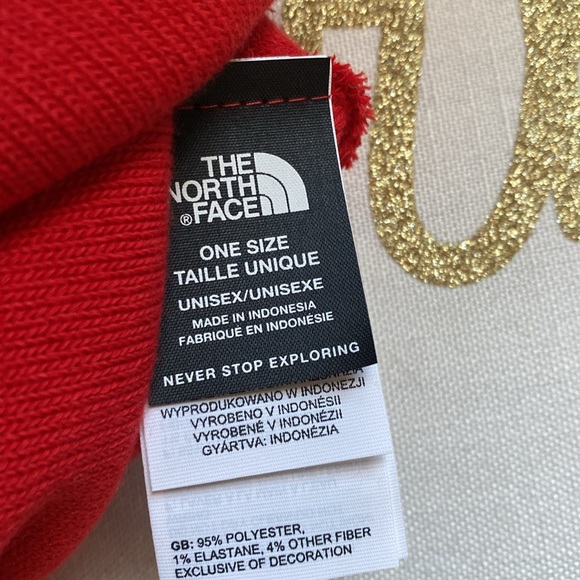 THE
NORTH
® FACE
ONE SIZE
TAILLE UNIQUE
UNISEX/UNISEXE
MADE IN INDONESIA
FABRIQUÉ EN INDONÉSIE
NEVER STOP EXPLORING
WYPRODUKOWANO W INDONEZJI
VYROBENO V INDONÉSII
VYROBENÉ V INDONÉZII
GYÁRTVA: INDONÉZIA
GB: 95% POLYESTER,
1% ELASTANE, 4% OTHER FIBER
EXCLUSIVE OF DECORATION